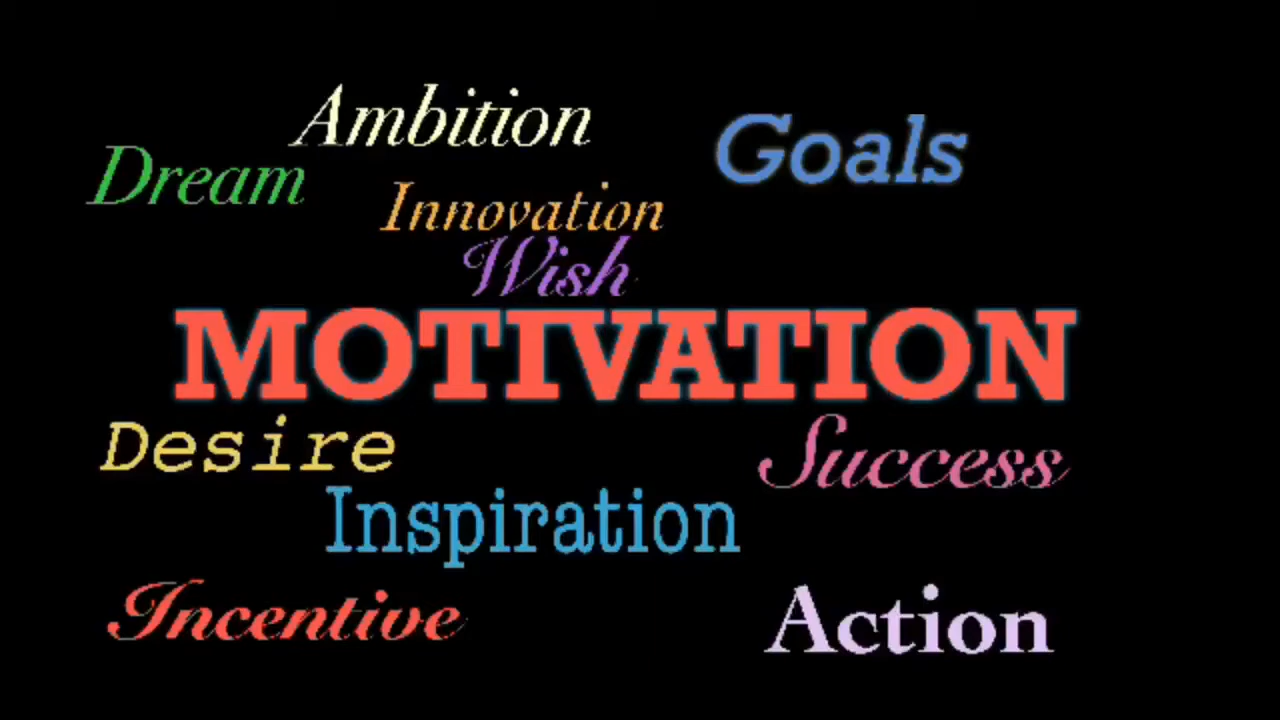 Ambition
Goals
Dream
Innovation
Wish
MOTIVATION
Desire
Success
Inspiration
Incentive
Action